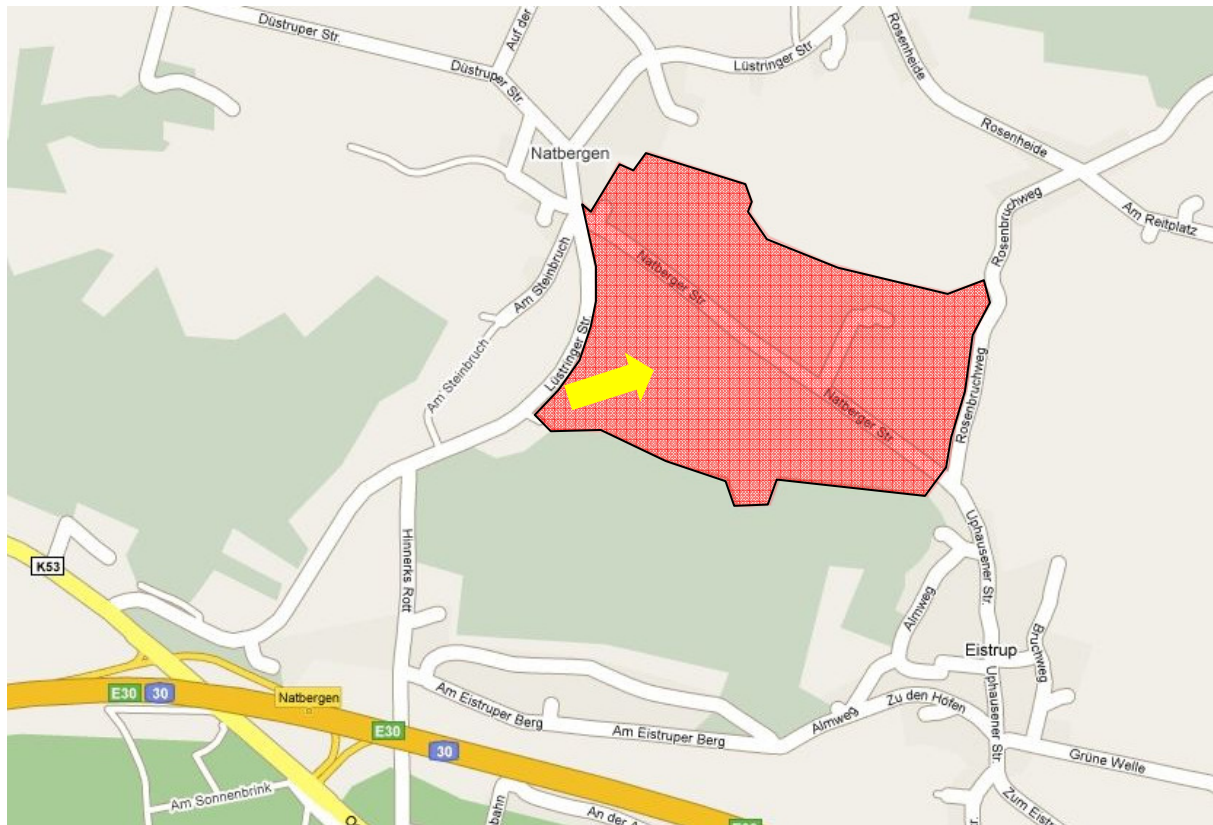 Düstruper Str.
Auf der
Rosenheide
Lüstringer Str.
Düstruper Str.
Rosenheide
Natbergen
Rosenbruchweg
Am Reitplatz
Am Steinbruch
Natberger Str.
Am Steinbruch
Lüstringer Str
Rosenbruchweg
Natberger Str.
Uphausener Str.
K53
Hinnerks Rott
Almweg
Bruchweg
Eistrup
E30 30
Natbergen
Am Eistruper Berg
Zu den Höfen
Uphausener Str
E30
Am Eistruper Berg
Almweg
30
Grüne Welle
Am Sonnenbrink
Zum Eist
bahn
An der A